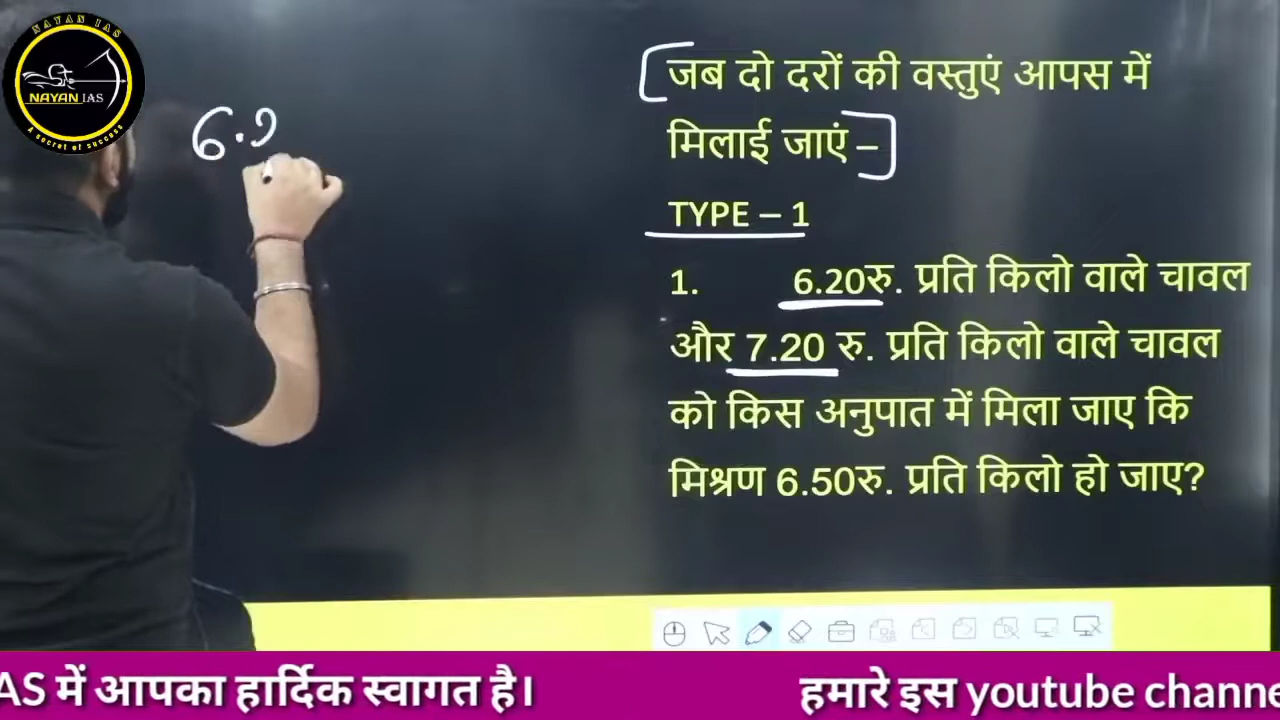 NAYAN IAS
NAYAN IAS
A secret of success
6.2
जब दो दरों की वस्तुएं आपस में
मिलाई जाएं –
TYPE – 1
1. 6.20रु. प्रति किलो वाले चावल
और 7.20 रु. प्रति किलो वाले चावल
को किस अनुपात में मिला जाए कि
मिश्रण 6.50रु. प्रति किलो हो जाए?
AS में आपका हार्दिक स्वागत है। हमारे इस youtube channe